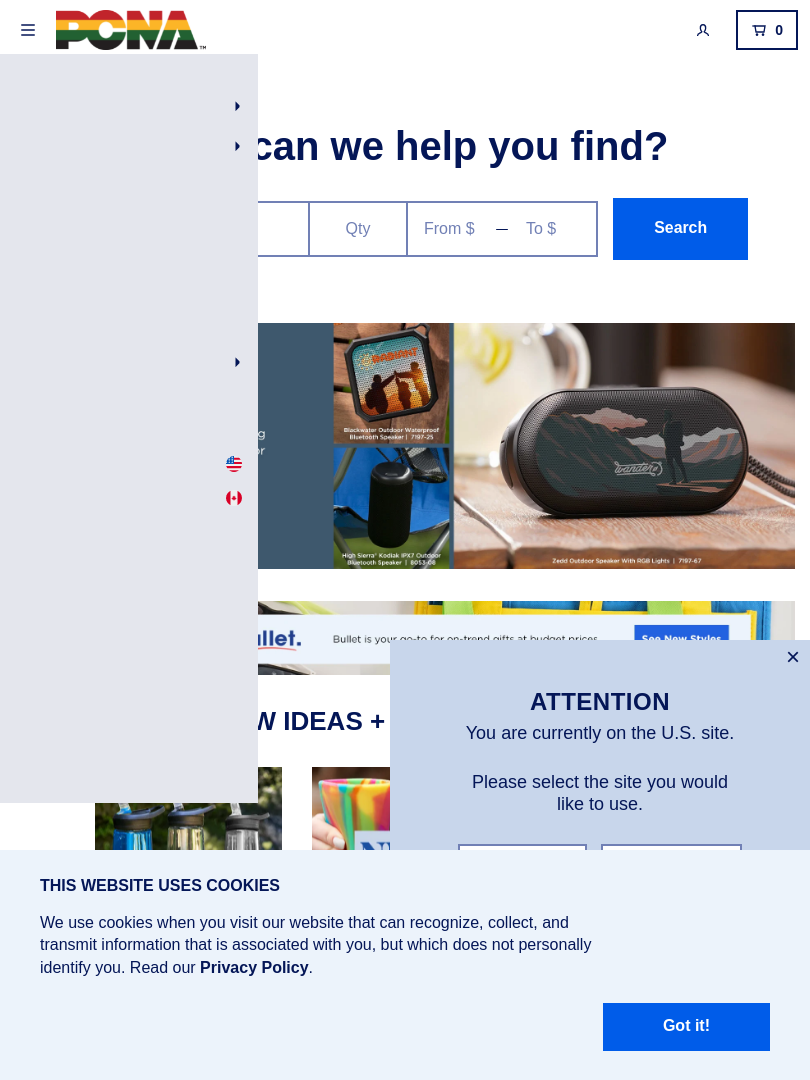 PCNA™
0
can we help you find?
Qty
From $ — To $
Search
RADIANT
Blackwater Outdoor Waterproof
Bluetooth Speaker | 7197-25
High Sierra® Kodiak IPX7 Outdoor
Bluetooth Speaker | 8053-08
wander
Zedd Outdoor Speaker With RGB Lights | 7197-67
Bullet is your go-to for on-trend gifts at budget prices
See New Styles
IDEAS +
ATTENTION
You are currently on the U.S. site.
Please select the site you would
like to use.
THIS WEBSITE USES COOKIES
We use cookies when you visit our website that can recognize, collect, and
transmit information that is associated with you, but which does not personally
identify you. Read our Privacy Policy.
Got it!